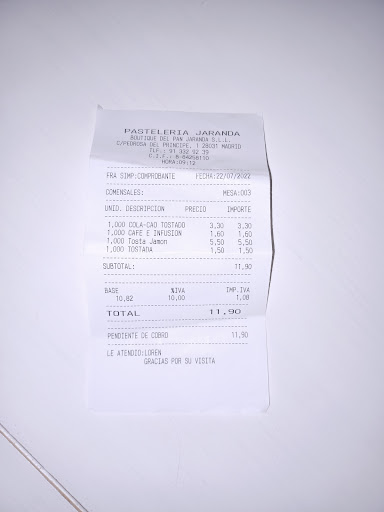 PASTELERIA JARANDA
BOUTIQUE DEL PAN JARANDA S.L.L.
C/PEDROSA DEL PRINCIPE, 1 28031 MADRID
TLF.: 91 332 92 39
C.I.F.: B
HORA:09:12
FRA SIMP:COMPROBANTE FECHA:22/07/2022
COMENSALES: MESA:003
UNID. DESCRIPCION PRECIO IMPORTE
1,000 COLA-CAO TOSTADO 3,30 3,30
1,000 CAFE E INFUSION 1,60 1,60
1,000 Tosta Jamon 5,50 5,50
1,000 TOSTADA 1,50 1,50
SUBTOTAL: 11,90
BASE %IVA IMP.IVA
10,82 10,00 1,08
TOTAL 11,90
PENDIENTE DE COBRO 11,90
LE ATENDIO:LOREN
GRACIAS POR SU VISITA